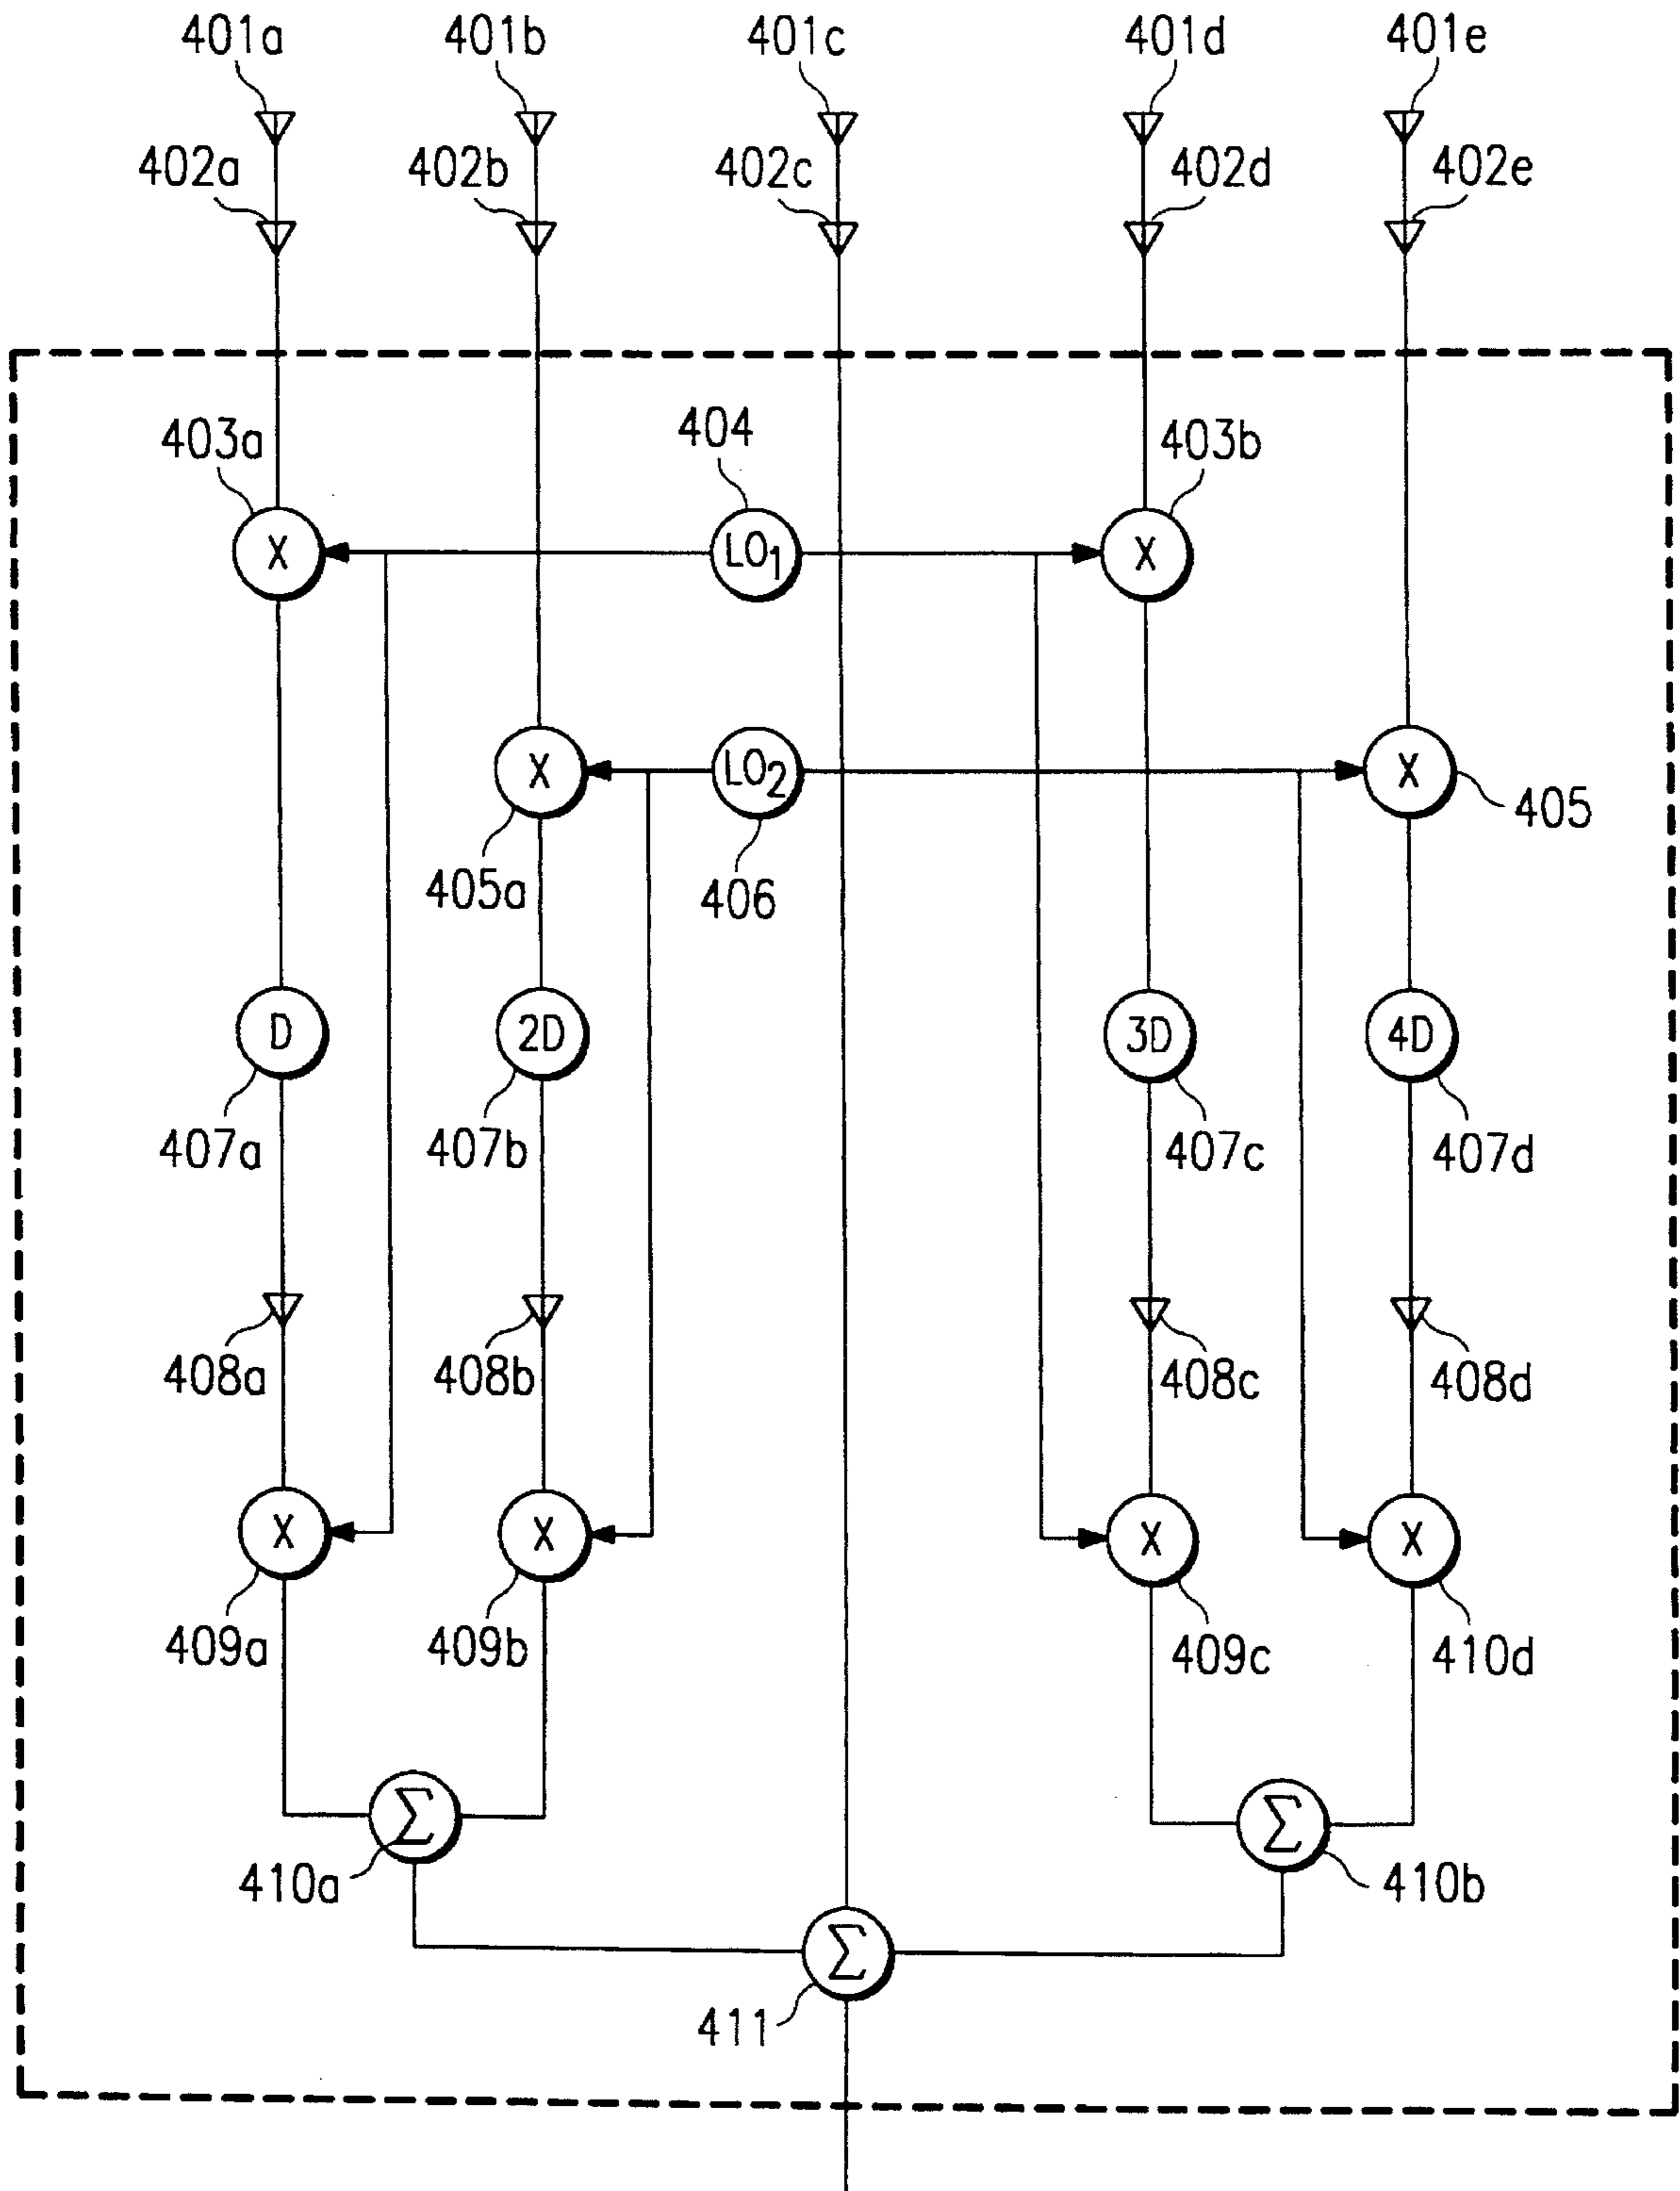 401a 401b 401c 401d 401e
402a 402b 402c 402d 402e
403a 404 403b
X LO1 X
X LO2 X
405a 406 405
D 2D 3D 4D
407a 407b 407c 407d
408a 408b 408c 408d
X X X X
409a 409b 409c 410d
Σ Σ
410a 410b
Σ
411